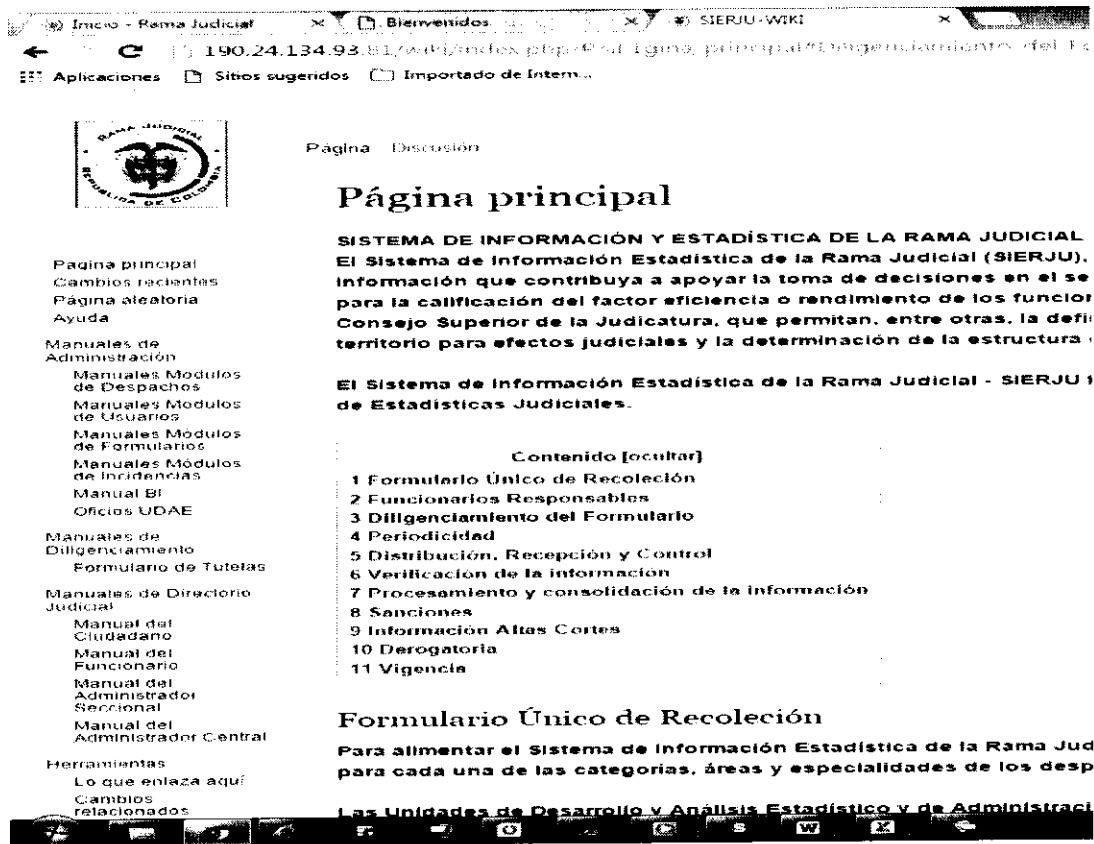 Inicio - Rama Judicial
Bienvenidos
SIERJU-WIKI
190.24.134.93:81/wiki/index.php/
Aplicaciones Sitios sugeridos Importado de Intern...
RAMA JUDICIAL
REPUBLICA DE COLOMBIA
Página Discusión
Página principal
SISTEMA DE INFORMACIÓN Y ESTADÍSTICA DE LA RAMA JUDICIAL
El Sistema de Información Estadística de la Rama Judicial (SIERJU),
información que contribuya a apoyar la toma de decisiones en el se
para la calificación del factor eficiencia o rendimiento de los funcior
Consejo Superior de la Judicatura, que permitan, entre otras, la defi
territorio para efectos judiciales y la determinación de la estructura
El Sistema de Información Estadística de la Rama Judicial - SIERJU f
de Estadísticas Judiciales.
Contenido [ocultar]
1 Formulario Único de Recoleción
2 Funcionarios Responsables
3 Diligenciamiento del Formulario
4 Periodicidad
5 Distribución, Recepción y Control
6 Verificación de la información
7 Procesamiento y consolidación de la información
8 Sanciones
9 Información Altas Cortes
10 Derogatoria
11 Vigencia
Formulario Único de Recoleción
Para alimentar el Sistema de Información Estadística de la Rama Jud
para cada una de las categorías, áreas y especialidades de los desp
Las Unidades de Desarrollo y Análisis Estadístico y de Administraci
Pagina principal
Cambios recientes
Página aleatoria
Ayuda
Manuales de
Administración
Manuales Modulos
de Despachos
Manuales Modulos
de Usuarios
Manuales Módulos
de Formularios
Manuales Módulos
de Incidencias
Manual BI
Oficios UDAE
Manuales de
Diligenciamiento
Formulario de Tutelas
Manuales de Directorio
Judicial
Manual del
Ciudadano
Manual del
Funcionario
Manual del
Administrador
Seccional
Manual del
Administrador Central
Herramientas
Lo que enlaza aquí
Cambios
relacionados